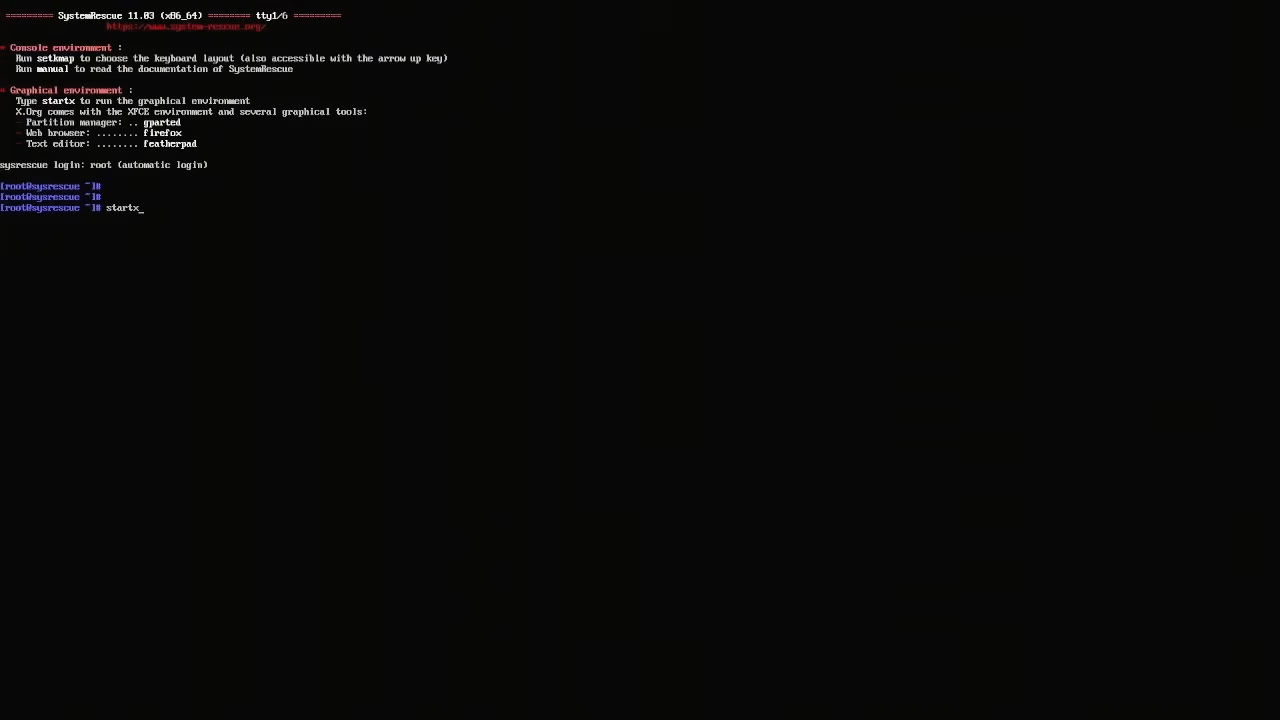 ========= SystemRescue 11.03 (x86_64) ======== tty1/6 =========
https://www.system-rescue.org/
* Console environment :
Run setkmap to choose the keyboard layout (also accessible with the arrow up key)
Run manual to read the documentation of SystemRescue
* Graphical environment :
Type startx to run the graphical environment
X.Org comes with the XFCE environment and several graphical tools:
- Partition manager: .. gparted
- Web browser: ........ firefox
- Text editor: ........ featherpad
sysrescue login: root (automatic login)
[root@sysrescue ~]#
[root@sysrescue ~]#
[root@sysrescue ~]# startx_